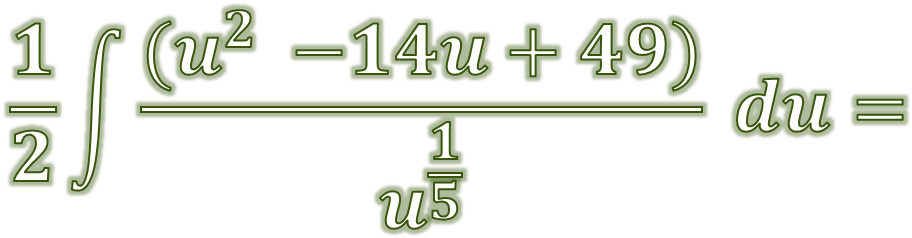 1/2 ∫ (u² −14u + 49) / u^(1/5) du =